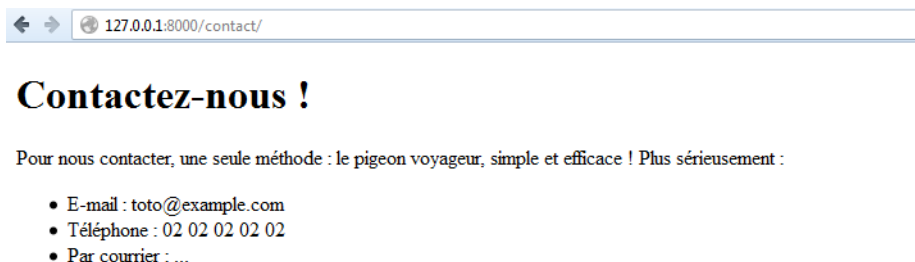 127.0.0.1:8000/contact/
Contactez-nous !
Pour nous contacter, une seule méthode : le pigeon voyageur, simple et efficace ! Plus sérieusement :
E-mail : toto@example.com
Téléphone : 02 02 02 02 02
Par courrier : ...